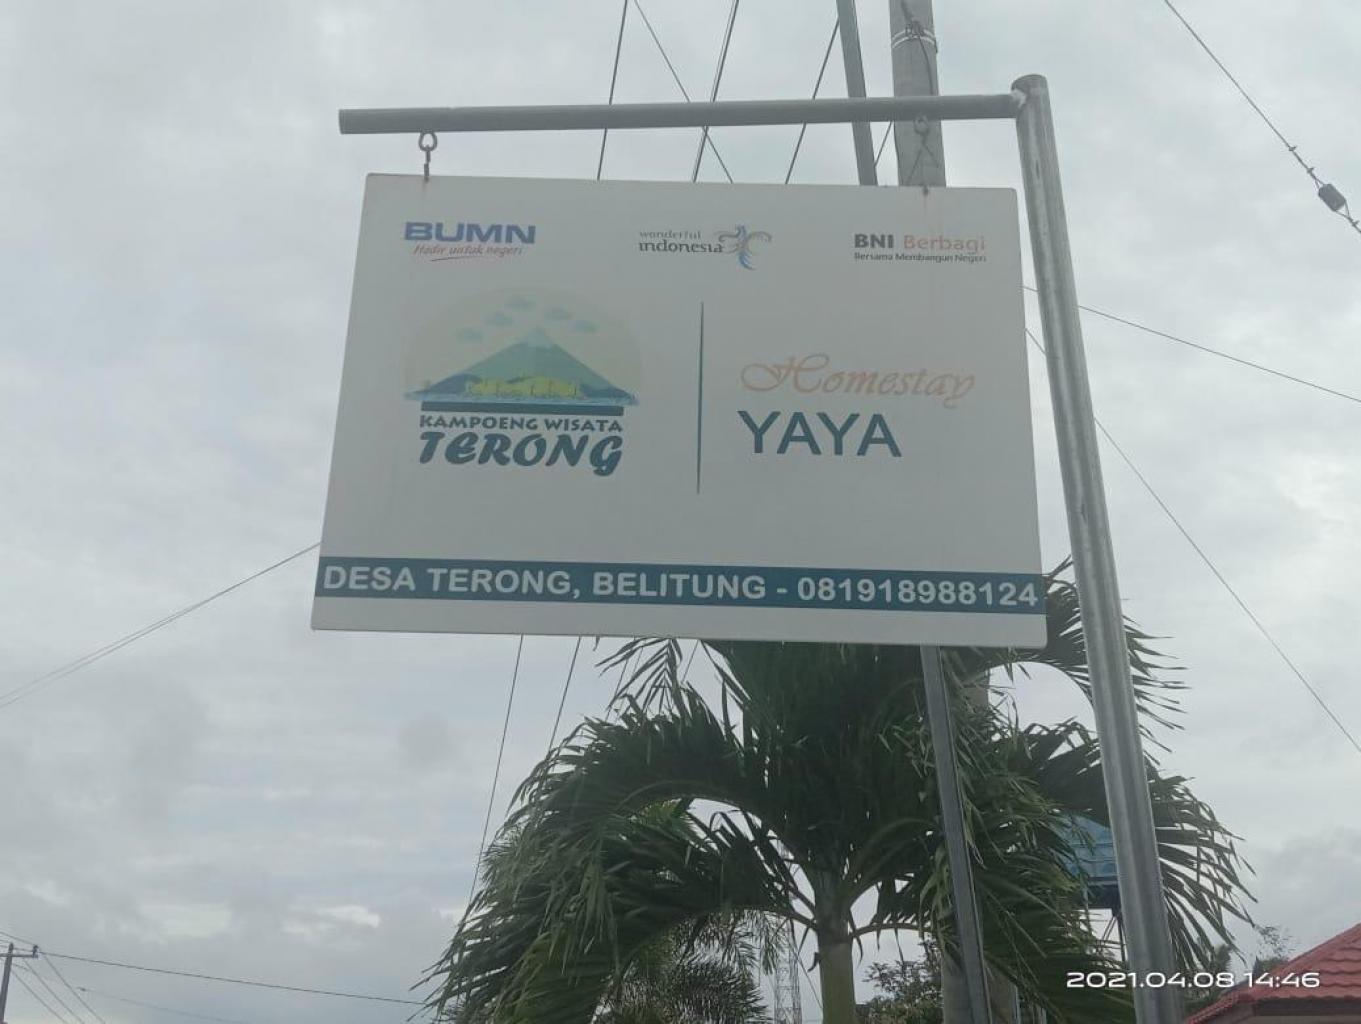 BUMN
Hadir untuk negeri
wonderful
indonesia
BNI Berbagi
Bersama Membangun Negeri
KAMPOENG WISATA
TERONG
Homestay
YAYA
DESA TERONG, BELITUNG - 081918988124
2021.04.08 14:46